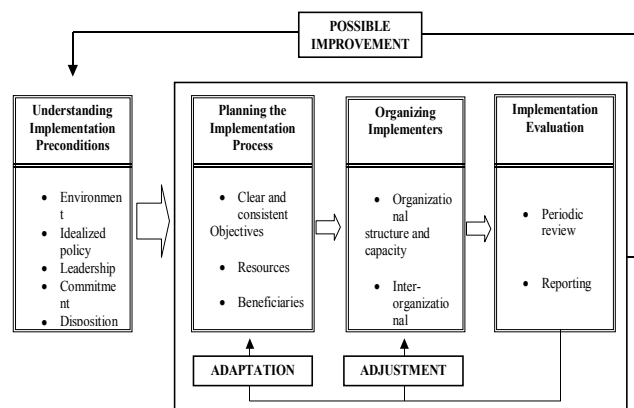 POSSIBLE
IMPROVEMENT
Understanding
Implementation
Preconditions
• Environmen
t
• Idealized
policy
• Leadership
• Commitme
nt
• Disposition
Planning the
Implementation
Process
• Clear and
consistent
Objectives
• Resources
• Beneficiaries
Organizing
Implementers
• Organizatio
nal
structure and
capacity
• Inter-
organizatio
nal
Implementation
Evaluation
• Periodic
review
• Reporting
ADAPTATION
ADJUSTMENT